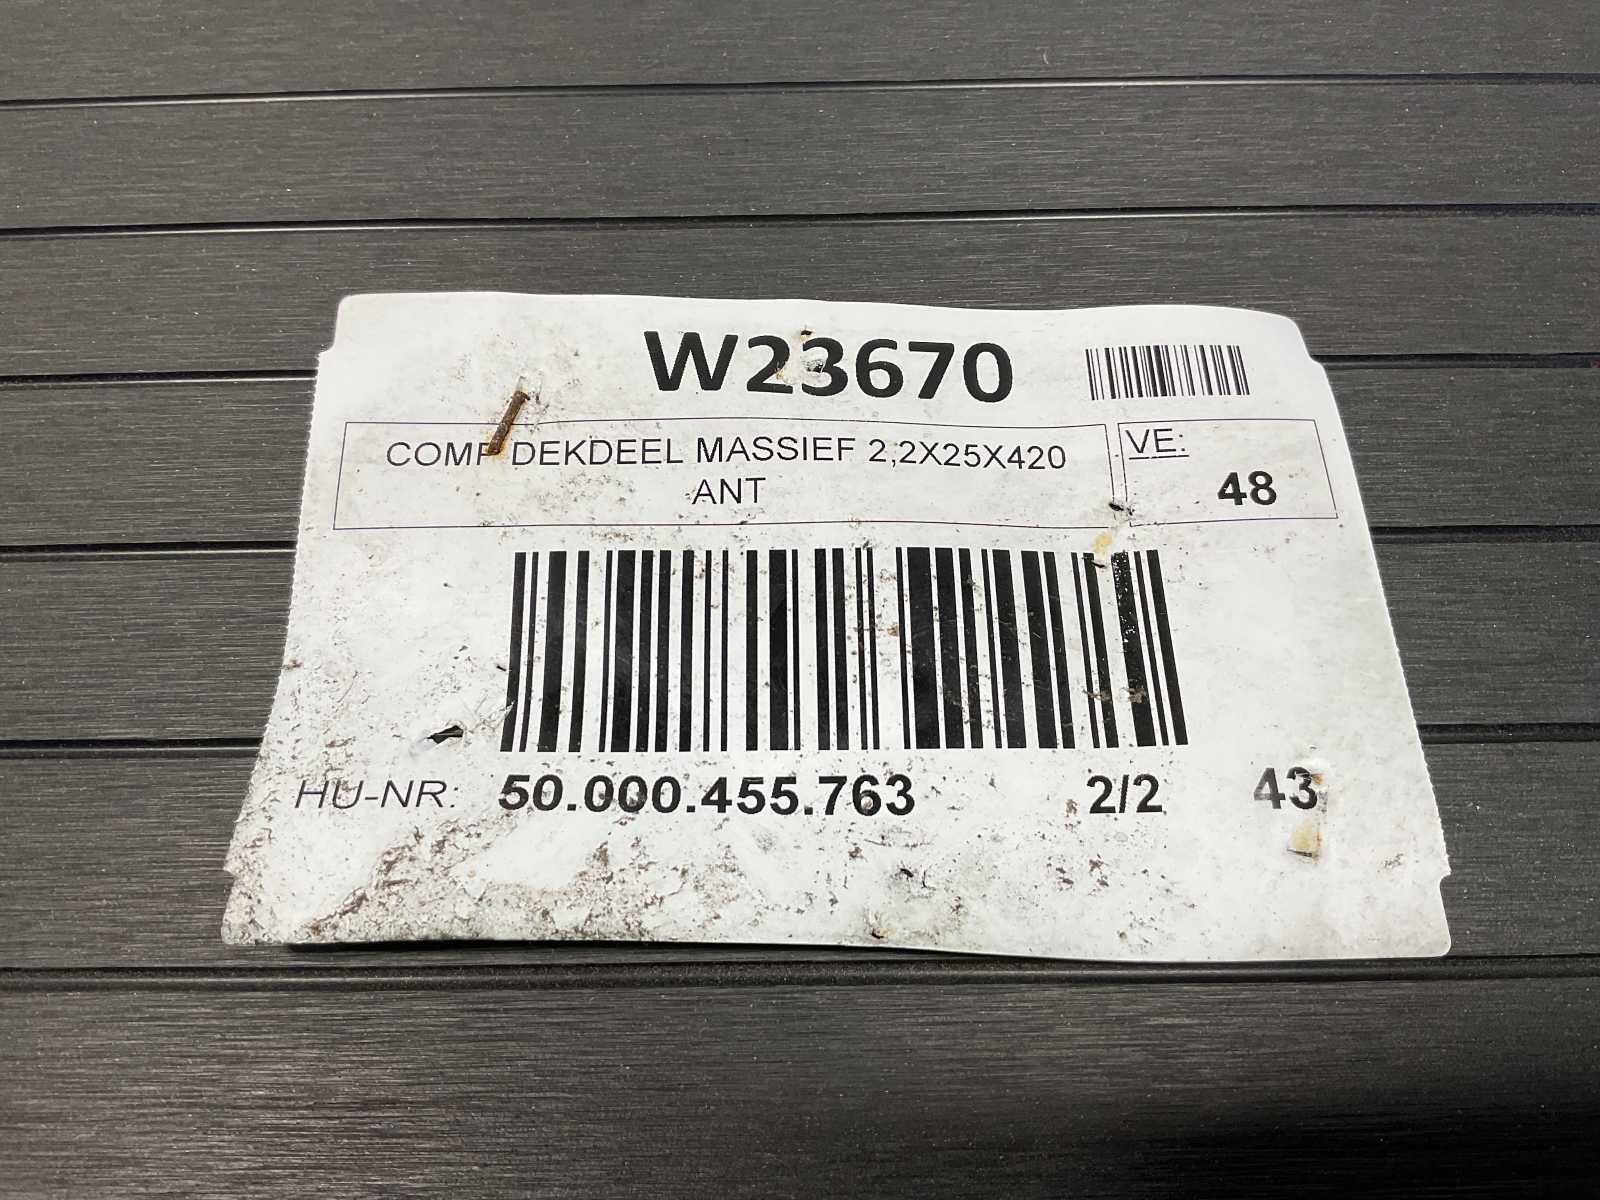 W23670
COMP DEKDEEL MASSIEF 2,2X25X420
ANT
VE:
48
HU-NR: 50.000.455.763 2/2 43